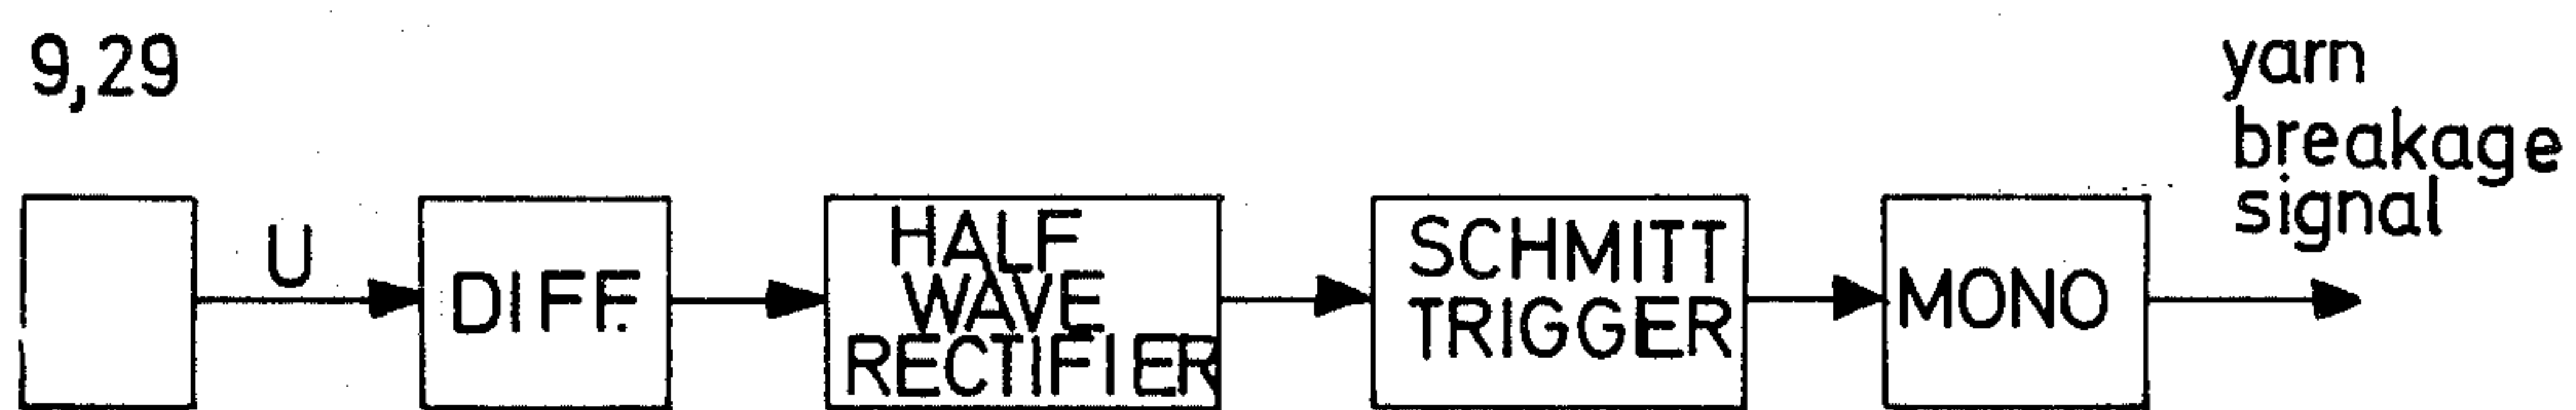 9,29
U
DIFF.
HALF
WAVE
RECTIFIER
SCHMITT
TRIGGER
MONO
yarn
breakage
signal